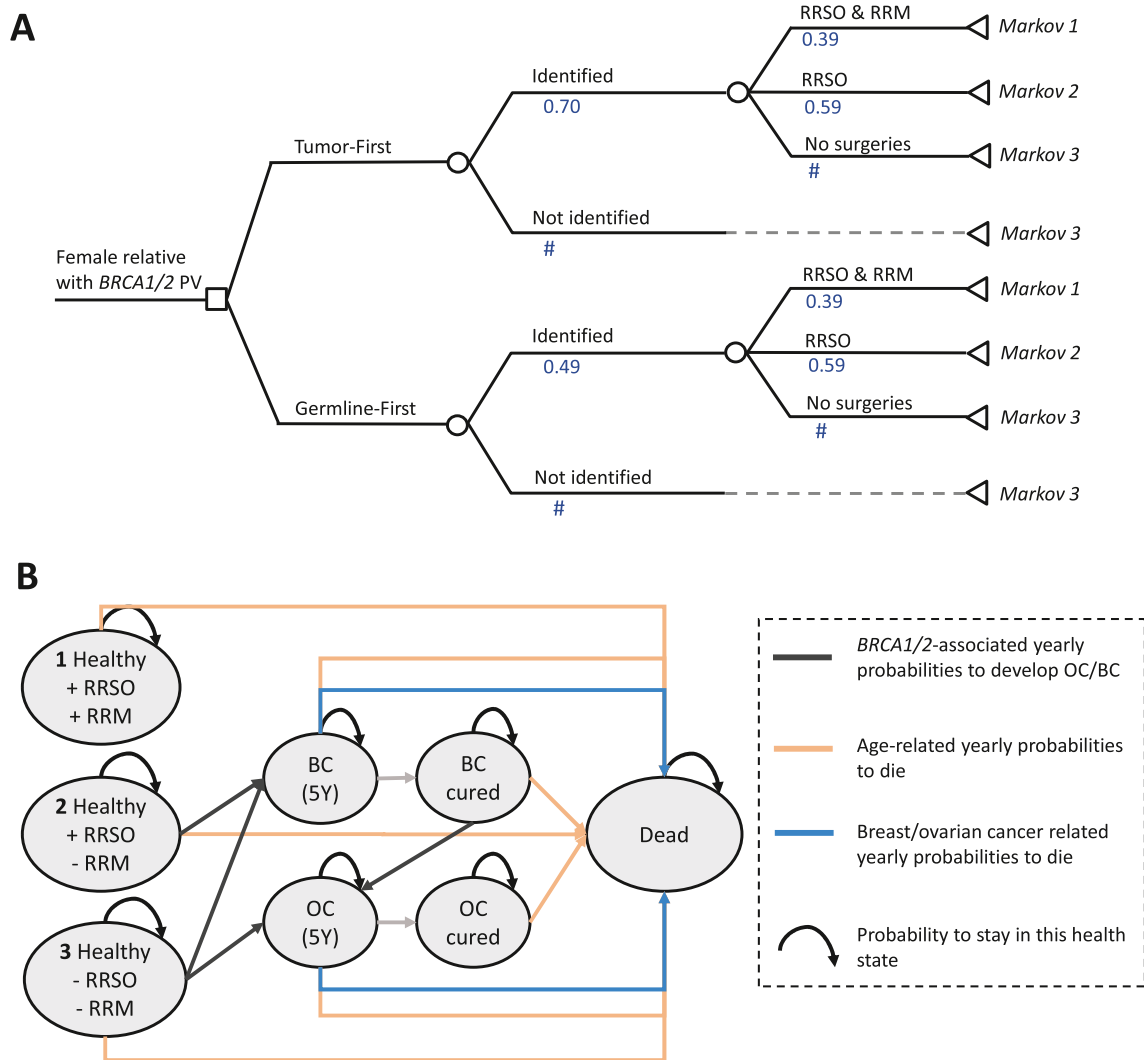 A
RRSO & RRM
0.39
Markov 1
Identified
0.70
RRSO
0.59
Markov 2
Tumor-First
No surgeries
#
Markov 3
Not identified
#
Markov 3
Female relative
with BRCA1/2 PV
RRSO & RRM
0.39
Markov 1
Identified
0.49
RRSO
0.59
Markov 2
Germline-First
No surgeries
#
Markov 3
Not identified
#
Markov 3
B
1 Healthy
+ RRSO
+ RRM
2 Healthy
+ RRSO
- RRM
3 Healthy
- RRSO
- RRM
BC
(5Y)
BC
cured
OC
(5Y)
OC
cured
Dead
BRCA1/2-associated yearly
probabilities to develop OC/BC
Age-related yearly probabilities
to die
Breast/ovarian cancer related
yearly probabilities to die
Probability to stay in this health
state